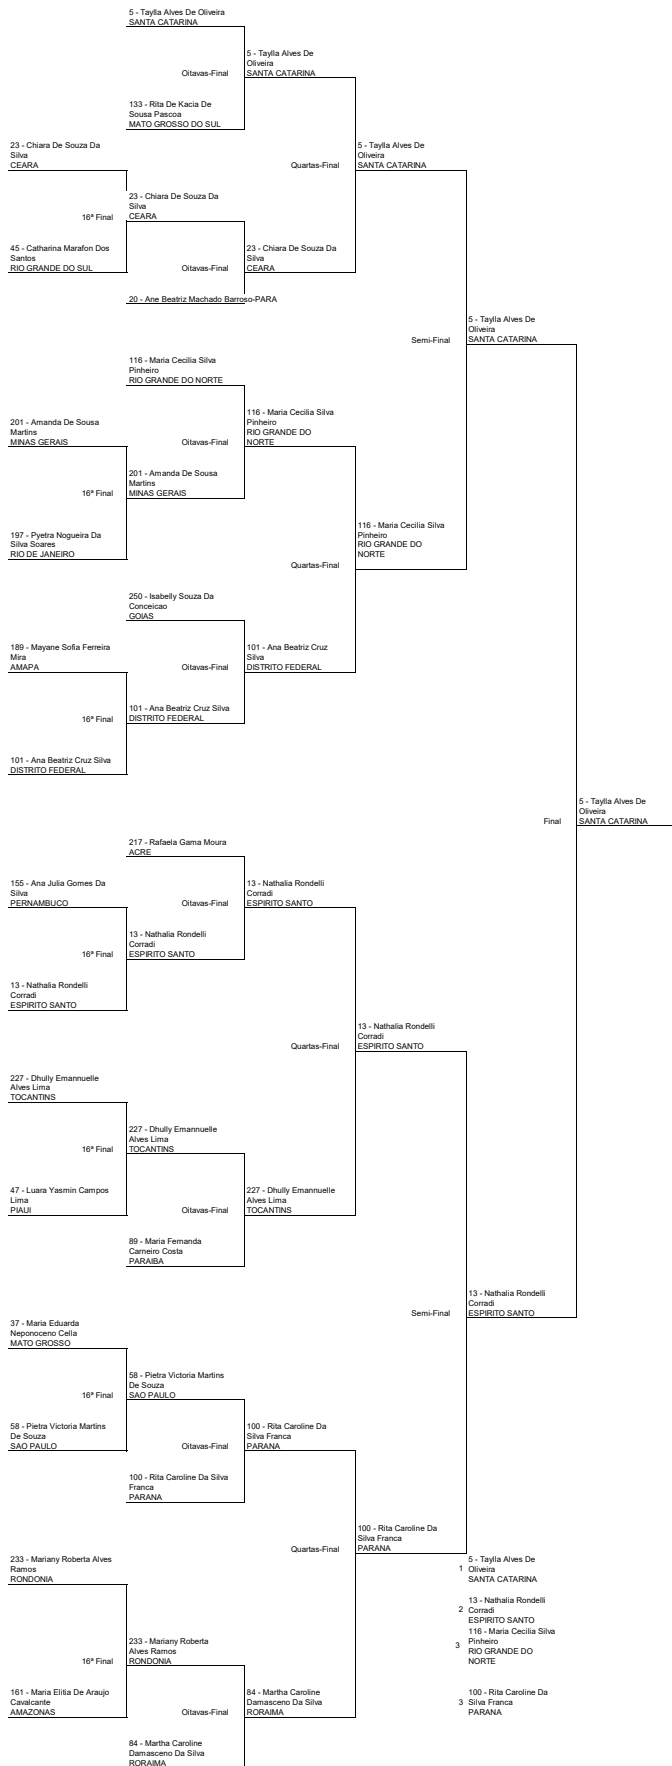 5 - Taylla Alves De Oliveira
SANTA CATARINA
5 - Taylla Alves De
Oliveira
SANTA CATARINA
Oitavas-Final
133 - Rita De Kacia De
Sousa Pascoa
MATO GROSSO DO SUL
23 - Chiara De Souza Da
Silva
CEARA
5 - Taylla Alves De
Oliveira
SANTA CATARINA
Quartas-Final
23 - Chiara De Souza Da
Silva
CEARA
16ª Final
45 - Catharina Marafon Dos
Santos
RIO GRANDE DO SUL
23 - Chiara De Souza Da
Silva
CEARA
Oitavas-Final
20 - Ane Beatriz Machado Barroso-PARA
5 - Taylla Alves De
Oliveira
SANTA CATARINA
Semi-Final
116 - Maria Cecilia Silva
Pinheiro
RIO GRANDE DO NORTE
201 - Amanda De Sousa
Martins
MINAS GERAIS
116 - Maria Cecilia Silva
Pinheiro
RIO GRANDE DO
NORTE
Oitavas-Final
201 - Amanda De Sousa
Martins
MINAS GERAIS
16ª Final
197 - Pyetra Nogueira Da
Silva Soares
RIO DE JANEIRO
116 - Maria Cecilia Silva
Pinheiro
RIO GRANDE DO
NORTE
Quartas-Final
250 - Isabelly Souza Da
Conceicao
GOIAS
189 - Mayane Sofia Ferreira
Mira
AMAPA
101 - Ana Beatriz Cruz
Silva
DISTRITO FEDERAL
Oitavas-Final
101 - Ana Beatriz Cruz Silva
DISTRITO FEDERAL
16ª Final
101 - Ana Beatriz Cruz Silva
DISTRITO FEDERAL
5 - Taylla Alves De
Oliveira
SANTA CATARINA
Final
217 - Rafaela Gama Moura
ACRE
155 - Ana Julia Gomes Da
Silva
PERNAMBUCO
13 - Nathalia Rondelli
Corradi
ESPIRITO SANTO
Oitavas-Final
13 - Nathalia Rondelli
Corradi
ESPIRITO SANTO
16ª Final
13 - Nathalia Rondelli
Corradi
ESPIRITO SANTO
13 - Nathalia Rondelli
Corradi
ESPIRITO SANTO
Quartas-Final
227 - Dhully Emannuelle
Alves Lima
TOCANTINS
227 - Dhully Emannuelle
Alves Lima
TOCANTINS
16ª Final
47 - Luara Yasmin Campos
Lima
PIAUI
227 - Dhully Emannuelle
Alves Lima
TOCANTINS
Oitavas-Final
89 - Maria Fernanda
Carneiro Costa
PARAIBA
13 - Nathalia Rondelli
Corradi
ESPIRITO SANTO
Semi-Final
37 - Maria Eduarda
Neponoceno Cella
MATO GROSSO
58 - Pietra Victoria Martins
De Souza
SAO PAULO
16ª Final
58 - Pietra Victoria Martins
De Souza
SAO PAULO
100 - Rita Caroline Da
Silva Franca
PARANA
Oitavas-Final
100 - Rita Caroline Da Silva
Franca
PARANA
100 - Rita Caroline Da
Silva Franca
PARANA
Quartas-Final
233 - Mariany Roberta Alves
Ramos
RONDONIA
233 - Mariany Roberta
Alves Ramos
RONDONIA
16ª Final
161 - Maria Elitia De Araujo
Cavalcante
AMAZONAS
84 - Martha Caroline
Damasceno Da Silva
RORAIMA
Oitavas-Final
84 - Martha Caroline
Damasceno Da Silva
RORAIMA
1 5 - Taylla Alves De
Oliveira
SANTA CATARINA
2 13 - Nathalia Rondelli
Corradi
ESPIRITO SANTO
3 116 - Maria Cecilia Silva
Pinheiro
RIO GRANDE DO
NORTE
3 100 - Rita Caroline Da
Silva Franca
PARANA